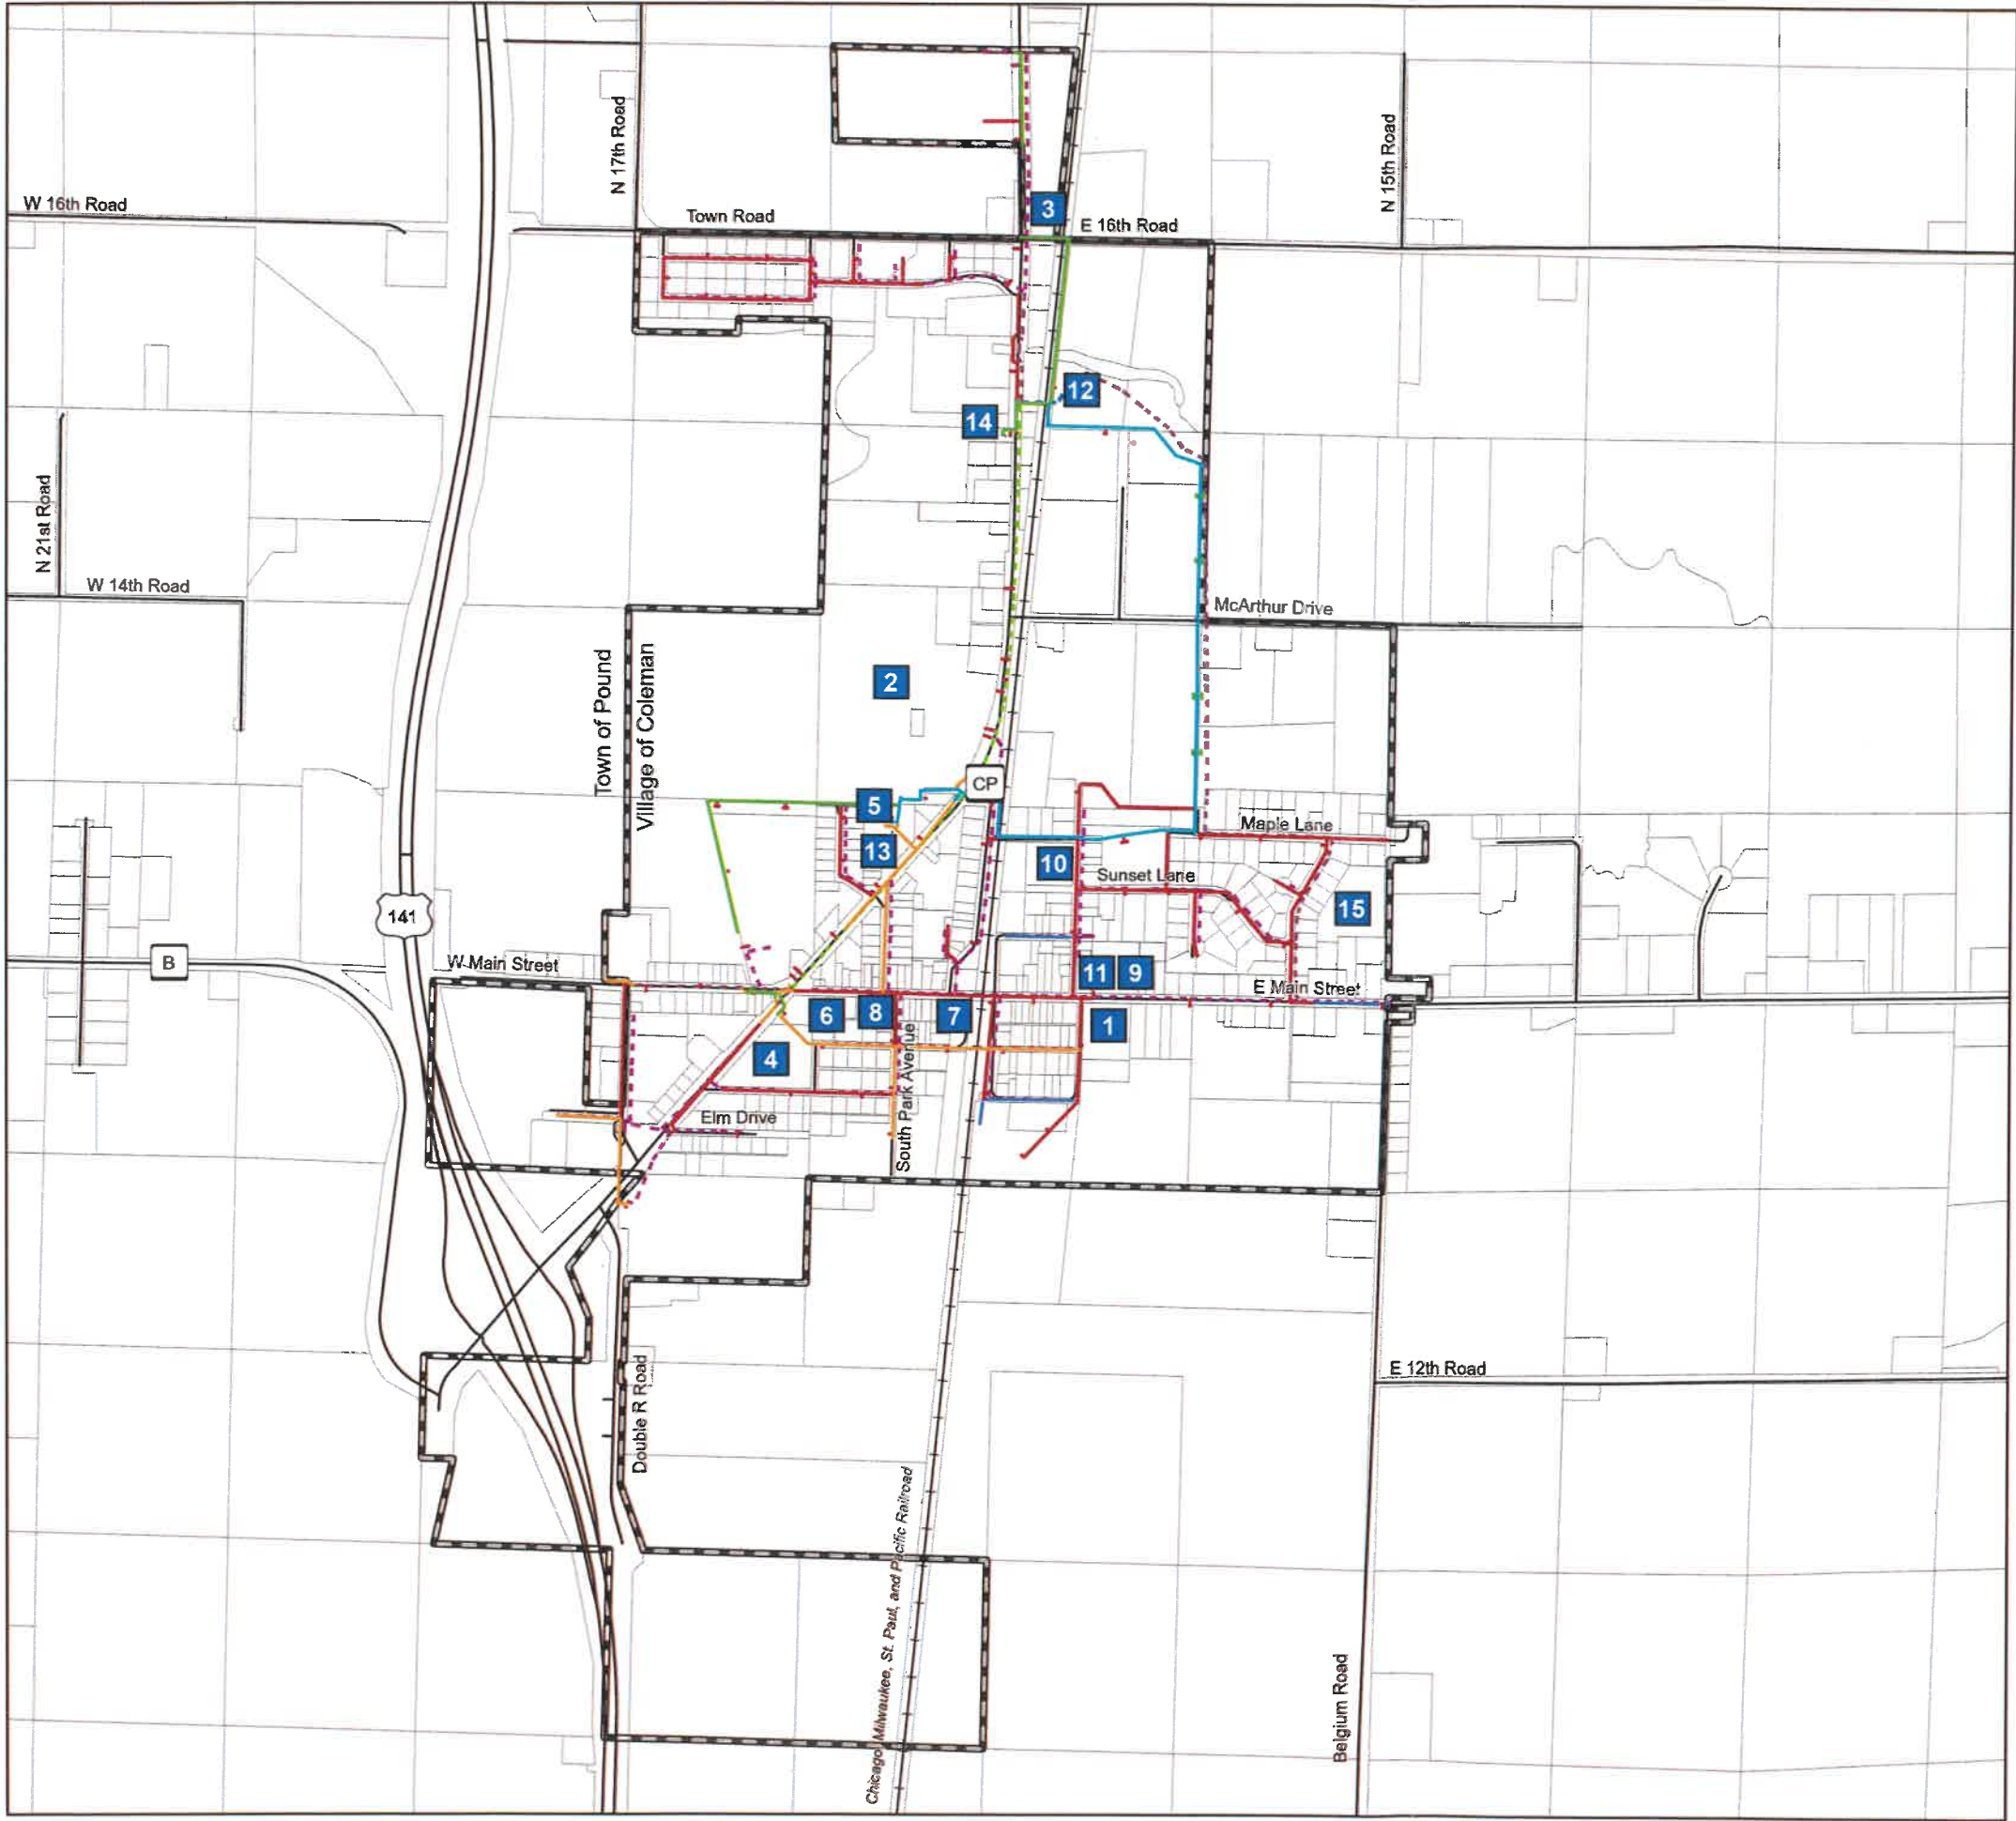 N 17th Road
N 15th Road
W 16th Road
Town Road
3
E 16th Road
12
14
N 21st Road
W 14th Road
McArthur Drive
Town of Pound
Village of Coleman
2
CP
5
13
Maple Lane
10
Sunset Lane
15
141
B
W Main Street
11
9
E Main Street
6
8
7
1
4
South Park Avenue
Elm Drive
Double R Road
E 12th Road
Chicago, Milwaukee, St. Paul, and Pacific Railroad
Belgium Road